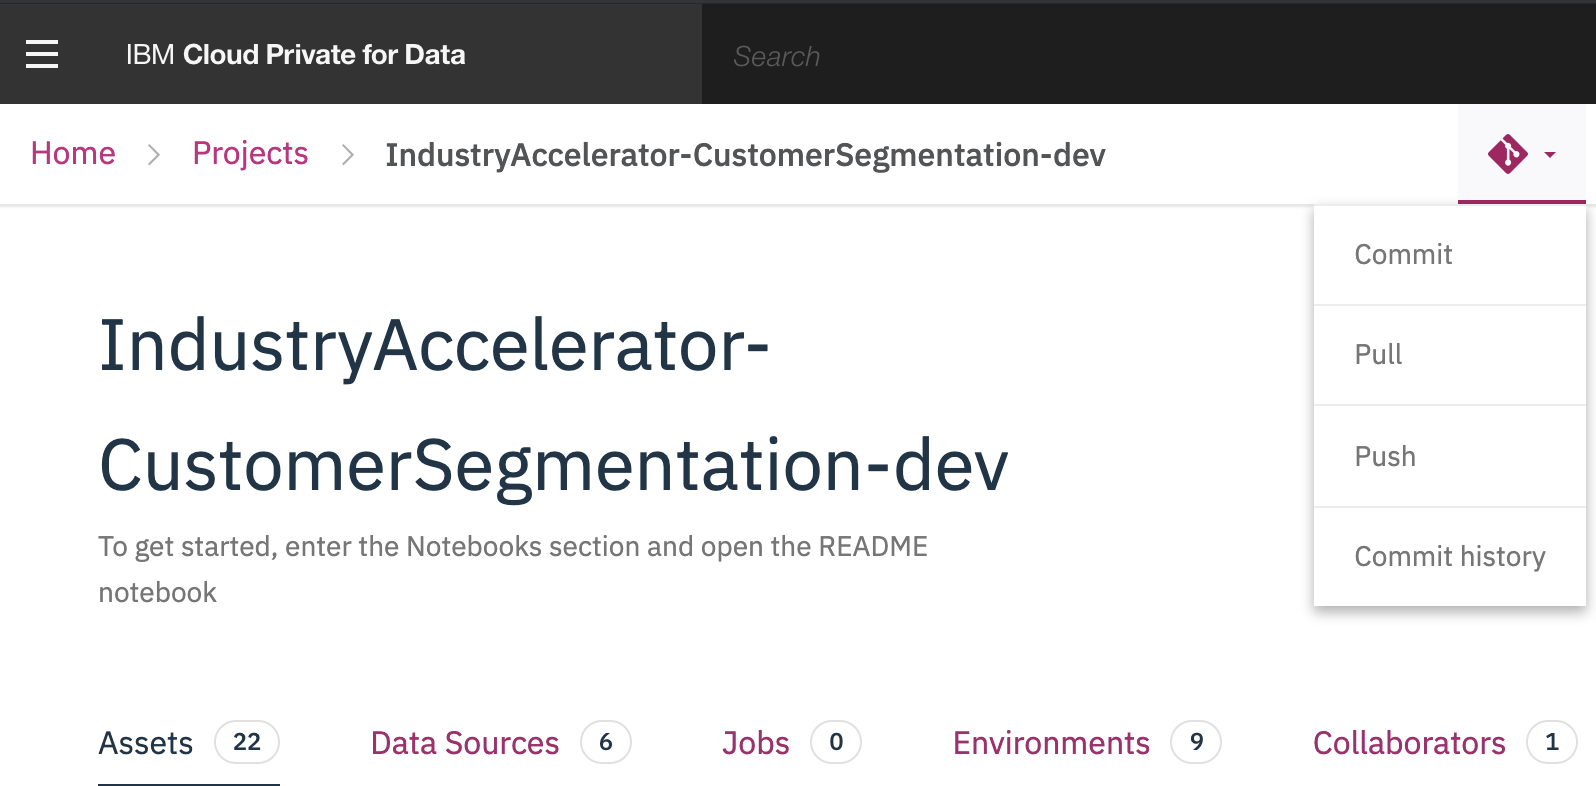 IBM Cloud Private for Data
Search
Home > Projects > IndustryAccelerator-CustomerSegmentation-dev
Commit
Pull
Push
Commit history
IndustryAccelerator-
CustomerSegmentation-dev
To get started, enter the Notebooks section and open the README
notebook
Assets 22 Data Sources 6 Jobs 0 Environments 9 Collaborators 1